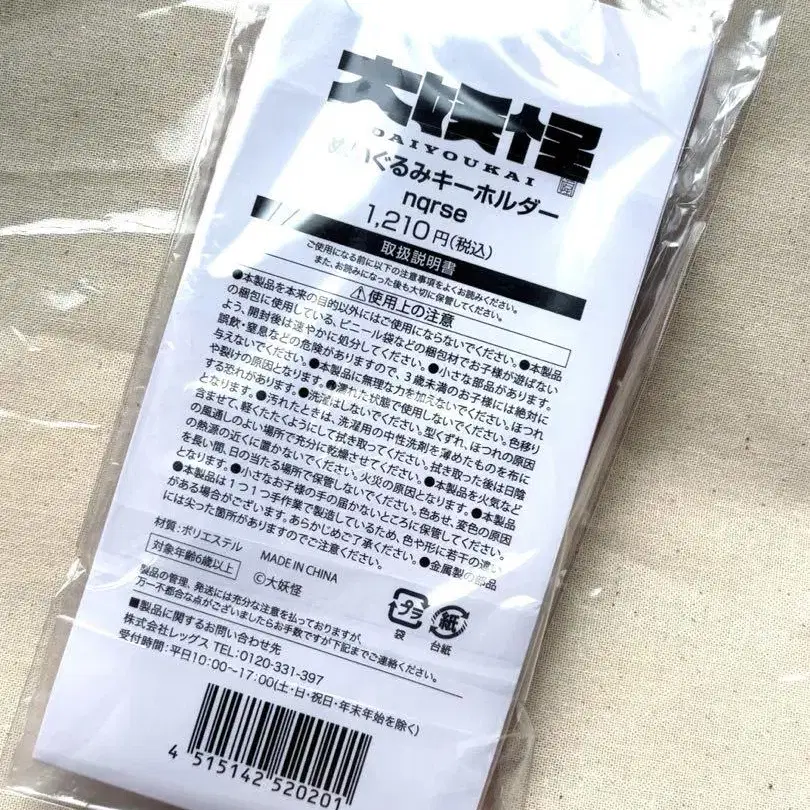 大妖怪
DAIYOUKAI
ぬいぐるみキーホルダー
nqrse
1,210円(税込)
取扱説明書
ご使用になる前に以下の注意事項をよくお読みください。
また、お読みになった後も大切に保管してください。
⚠使用上の注意
●本製品を本来の目的以外にはご使用にならないでください。●本製品
の梱包に使用している、ビニール袋などの梱包材でお子様が遊ばない
よう、開封後は速やかに処分してください。●小さな部品があります。
誤飲・窒息などの危険がありますので、3歳未満のお子様には絶対に
与えないでください。●本製品に無理な力を加えないでください。ほつれ
や裂けの原因となります。●濡れた状態で使用しないでください。色移り
する恐れがあります。●洗濯はしないでください。型くずれ、ほつれの原因
となります。●汚れたときは、洗濯用の中性洗剤を薄めたものを布に
含ませて、軽くたたくようにして拭き取ってください。拭き取った後は日陰
の風通しのよい場所で充分に乾燥させてください。●本製品を火気など
の熱源の近くに置かないでください。火災の原因となります。●本製品
を長い間、日の当たる場所で保管しないでください。色あせ、変色の原因
となります。●小さなお子様の手の届かないところに保管してください。
●本製品は1つ1つ手作業で製造しているため、色や形に若干の違い
がある場合がございます。あらかじめご了承ください。●金属製の部品
には尖った箇所がありますのでご注意ください。
材質:ポリエステル
対象年齢6歳以上
MADE IN CHINA
©大妖怪
プラ
袋
紙
台紙
製品の管理、発送には充分な注意を払っておりますが、
万一不都合な点がございましたらお手数ですが下記までご連絡ください。
■製品に関するお問い合わせ先
株式会社レッグス TEL:0120-331-397
受付時間:平日10:00〜17:00(土・日・祝日・年末年始を除く)
4 515142 520201